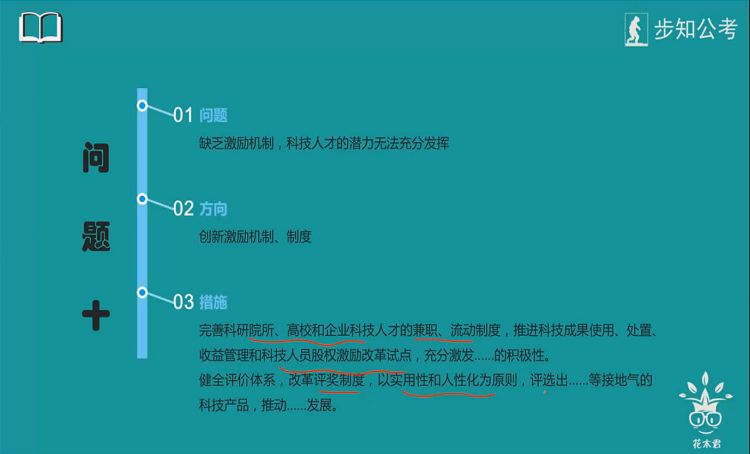 步知公考
问题十
01 问题
缺乏激励机制，科技人才的潜力无法充分发挥
02 方向
创新激励机制、制度
03 措施
完善科研院所、高校和企业科技人才的兼职、流动制度，推进科技成果使用、处置、
收益管理和科技人员股权激励改革试点，充分激发……的积极性。
健全评价体系，改革评奖制度，以实用性和人性化为原则，评选出……等接地气的
科技产品，推动……发展。
花木君